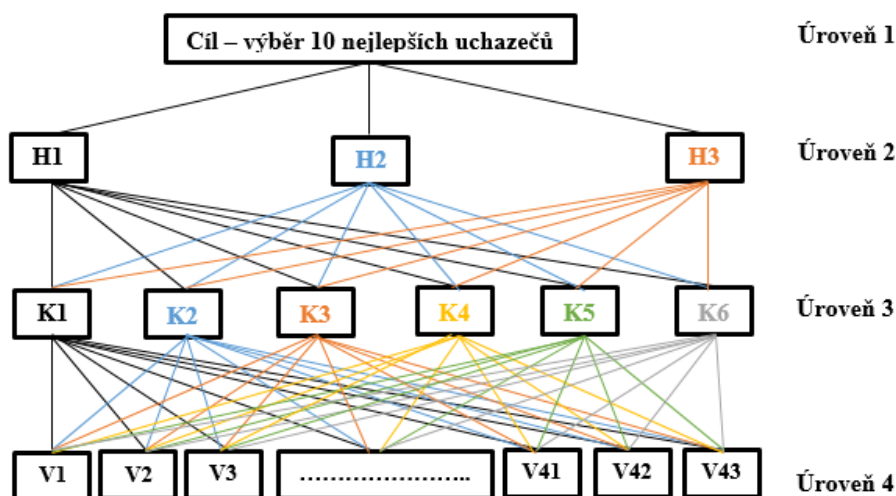 Cíl – výběr 10 nejlepších uchazečů
Úroveň 1
H1
H2
H3
Úroveň 2
K1
K2
K3
K4
K5
K6
Úroveň 3
V1
V2
V3
…………………..
V41
V42
V43
Úroveň 4